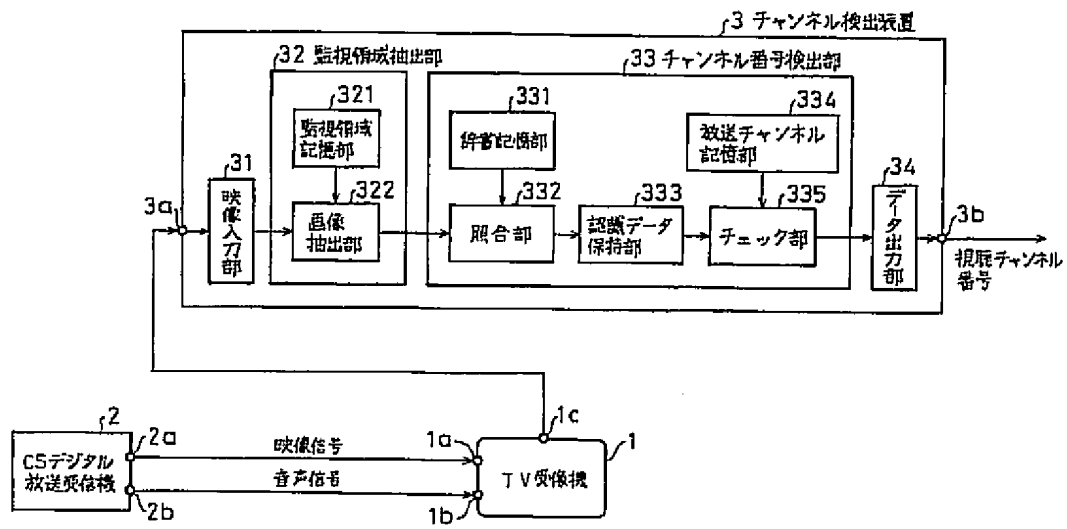 3 チャンネル検出装置
32 監視領域抽出部
33 チャンネル番号検出部
321
監視領域
記憶部
331
辞書記憶部
334
放送チャンネル
記憶部
31
映像入力部
322
画像
抽出部
332
照合部
333
認識データ
保持部
335
チェック部
34
データ出力部
3a
3b
視聴チャンネル
番号
2
CSデジタル
放送受信機
2a
2b
映像信号
音声信号
1a
1b
1c
1
TV受像機